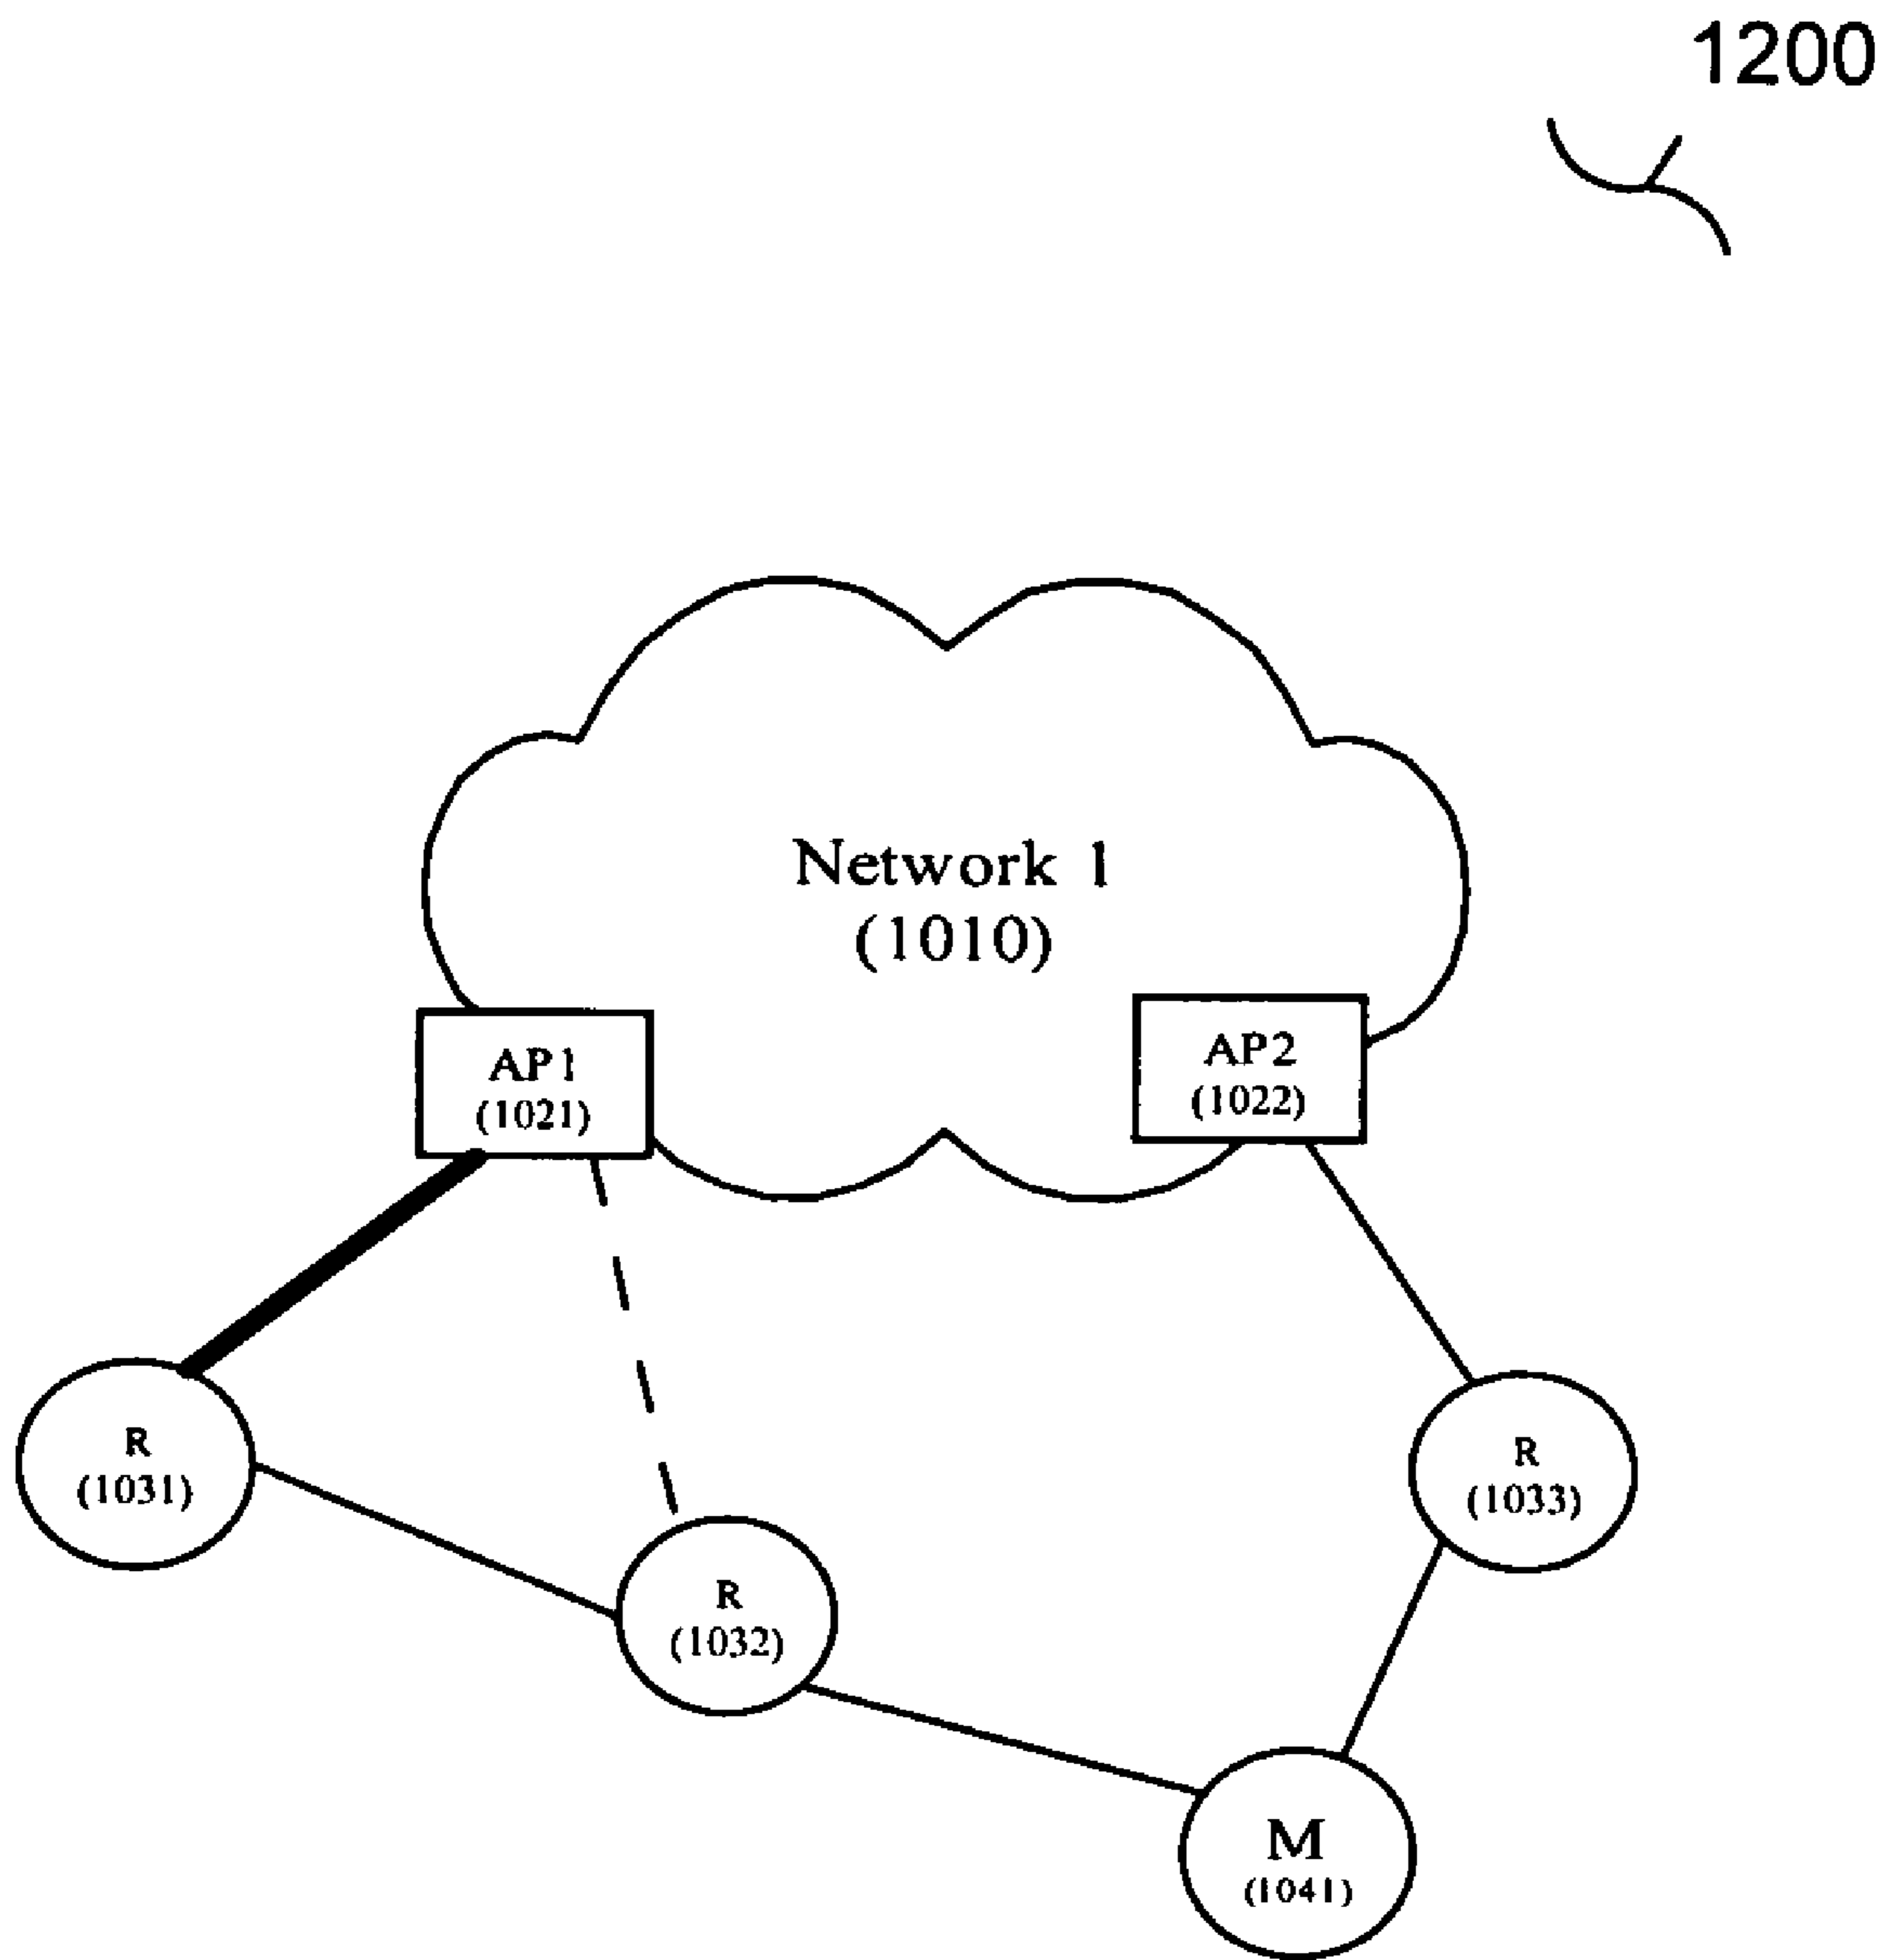 1200
Network 1
(1010)
AP1
(1021)
AP2
(1022)
R
(1031)
R
(1032)
R
(1033)
M
(1041)